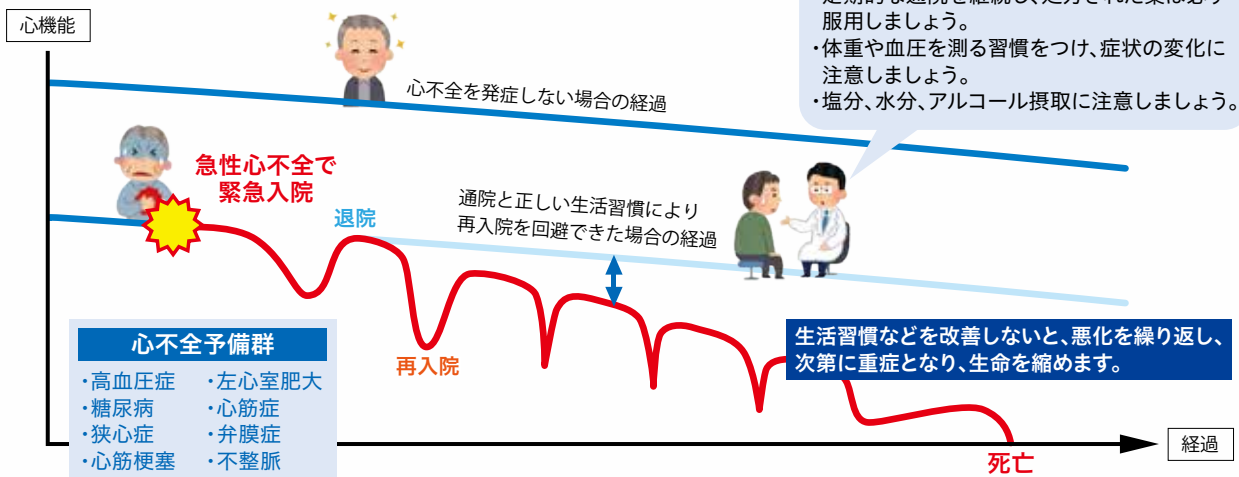 心機能
服用しましょう。
・体重や血圧を測る習慣をつけ、症状の変化に
注意しましょう。
・塩分、水分、アルコール摂取に注意しましょう。
心不全を発症しない場合の経過
急性心不全で
緊急入院
退院
通院と正しい生活習慣により
再入院を回避できた場合の経過
再入院
生活習慣などを改善しないと、悪化を繰り返し、
次第に重症となり、生命を縮めます。
心不全予備群
・高血圧症 ・左心室肥大
・糖尿病 ・心筋症
・狭心症 ・弁膜症
・心筋梗塞 ・不整脈
経過
死亡